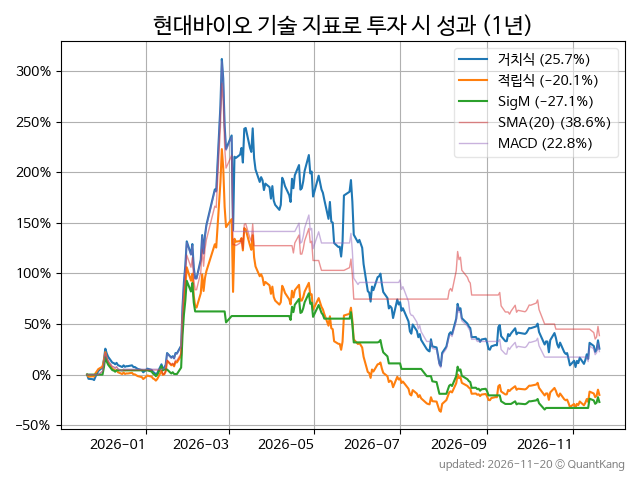 현대바이오 기술 지표로 투자 시 성과 (1년)
거치식 (25.7%)
적립식 (−20.1%)
SigM (−27.1%)
SMA(20) (38.6%)
MACD (22.8%)
300%
250%
200%
150%
100%
50%
0%
−50%
2026-01 2026-03 2026-05 2026-07 2026-09 2026-11
updated: 2026-11-20 © QuantKang